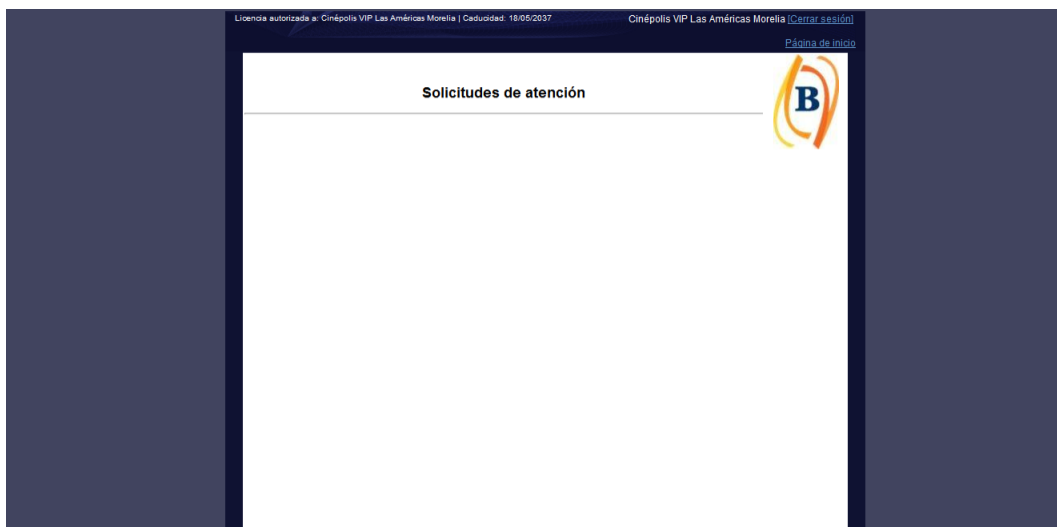 Licencia autorizada a: Cinépolis VIP Las Américas Morelia | Caducidad: 18/05/2037
Cinépolis VIP Las Américas Morelia [Cerrar sesión]
Página de inicio
Solicitudes de atención
B